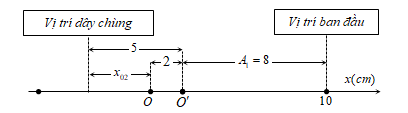 Vị trí dây chùng
Vị trí ban đầu
5
2
A₁ = 8
x₀₂
O
O'
10
x(cm)